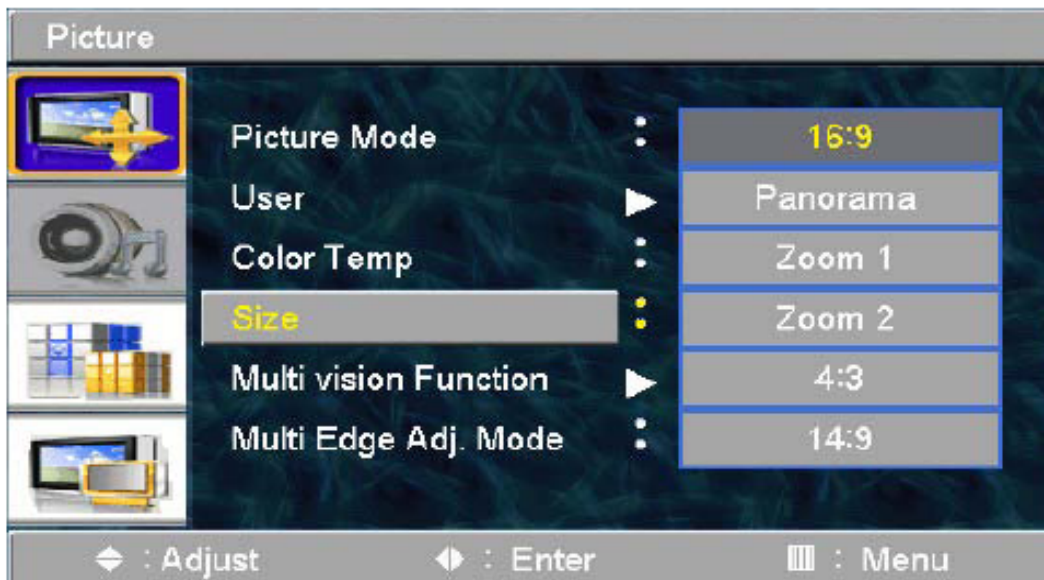 Picture
Picture Mode : 16:9
User ▶ Panorama
Color Temp : Zoom 1
Size : Zoom 2
Multi vision Function ▶ 4:3
Multi Edge Adj. Mode : 14:9
: Adjust : Enter : Menu